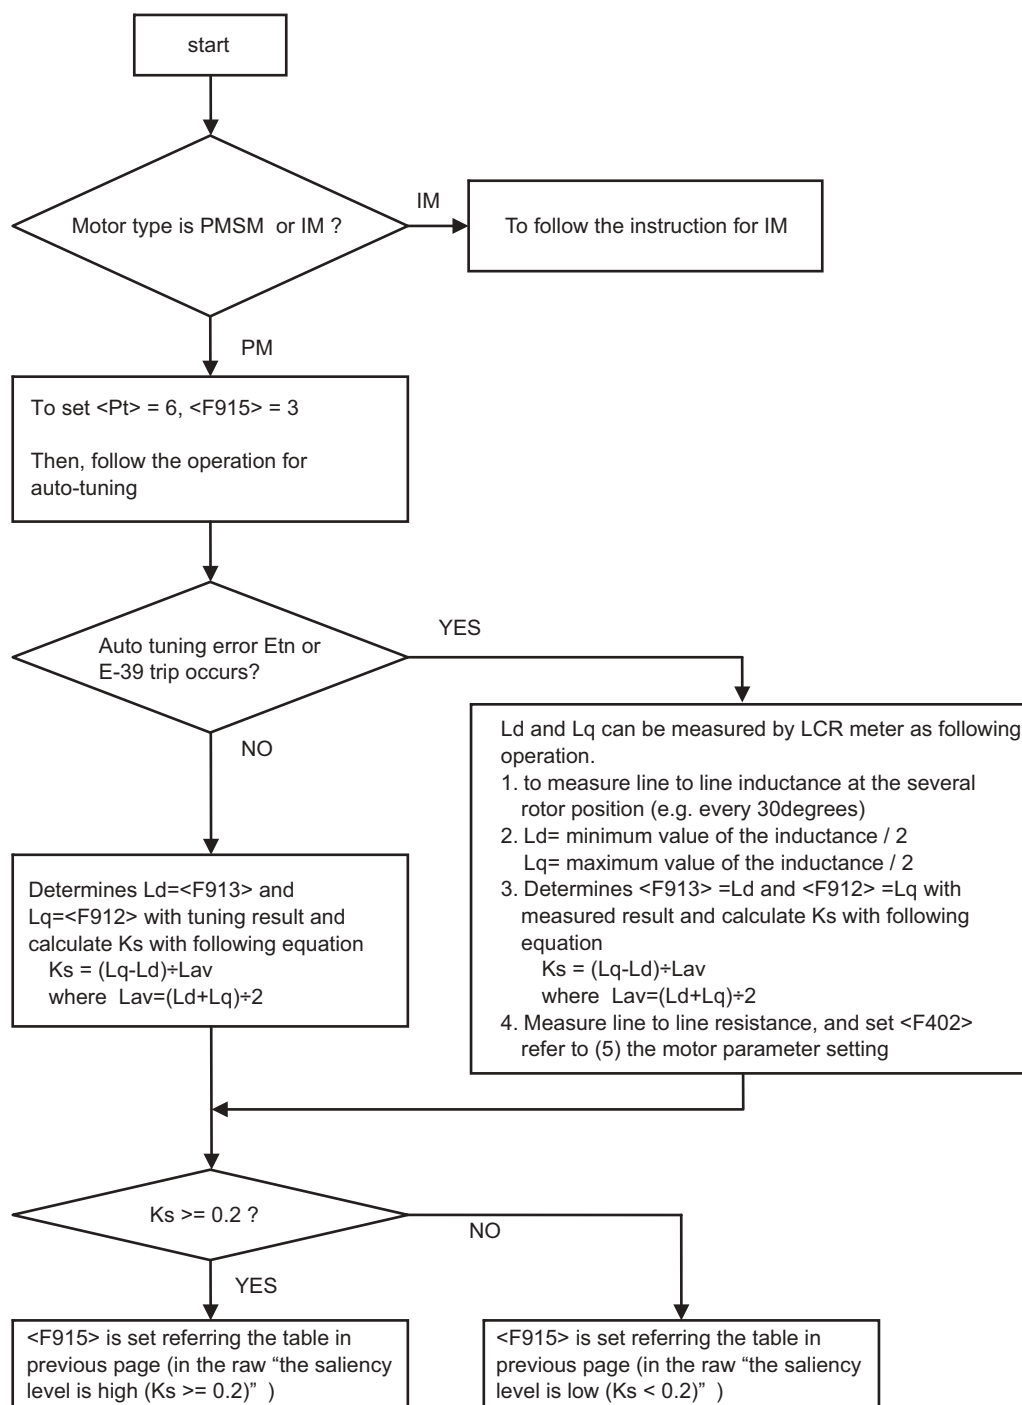 start
Motor type is PMSM or IM ?
IM
To follow the instruction for IM
PM
To set <Pt> = 6, <F915> = 3
Then, follow the operation for
auto-tuning
Auto tuning error Etn or
E-39 trip occurs?
YES
NO
Ld and Lq can be measured by LCR meter as following
operation.
1. to measure line to line inductance at the several
rotor position (e.g. every 30degrees)
2. Ld= minimum value of the inductance / 2
Lq= maximum value of the inductance / 2
3. Determines <F913> =Ld and <F912> =Lq with
measured result and calculate Ks with following
equation
Ks = (Lq-Ld)÷Lav
where Lav=(Ld+Lq)÷2
4. Measure line to line resistance, and set <F402>
refer to (5) the motor parameter setting
Determines Ld=<F913> and
Lq=<F912> with tuning result and
calculate Ks with following equation
Ks = (Lq-Ld)÷Lav
where Lav=(Ld+Lq)÷2
Ks >= 0.2 ?
NO
YES
<F915> is set referring the table in
previous page (in the raw “the saliency
level is high (Ks >= 0.2)” )
<F915> is set referring the table in
previous page (in the raw “the saliency
level is low (Ks < 0.2)” )